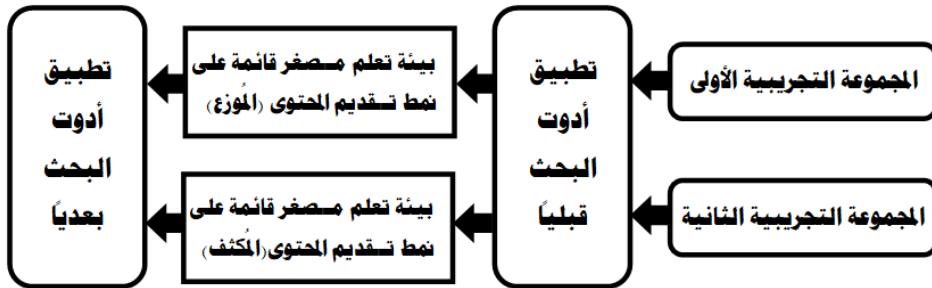 المجموعة التجريبية الأولى
المجموعة التجريبية الثانية
تطبيق
أدوت
البحث
قبلياً
بيئة تعلم مصغر قائمة على
نمط تقديم المحتوى (المُوزع)
بيئة تعلم مصغر قائمة على
نمط تقديم المحتوى(المُكثف)
تطبيق
أدوت
البحث
بعدياً